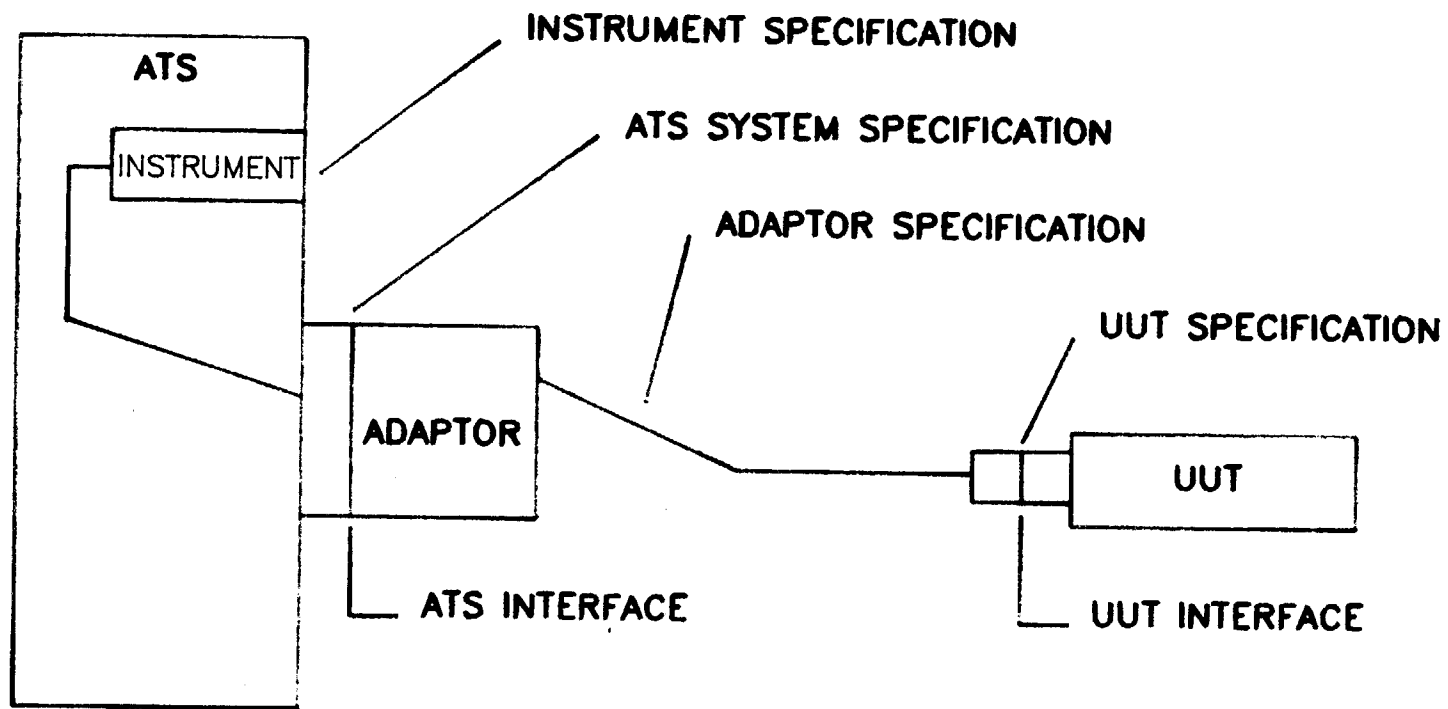 INSTRUMENT SPECIFICATION
ATS
ATS SYSTEM SPECIFICATION
INSTRUMENT
ADAPTOR SPECIFICATION
UUT SPECIFICATION
ADAPTOR
UUT
ATS INTERFACE
UUT INTERFACE